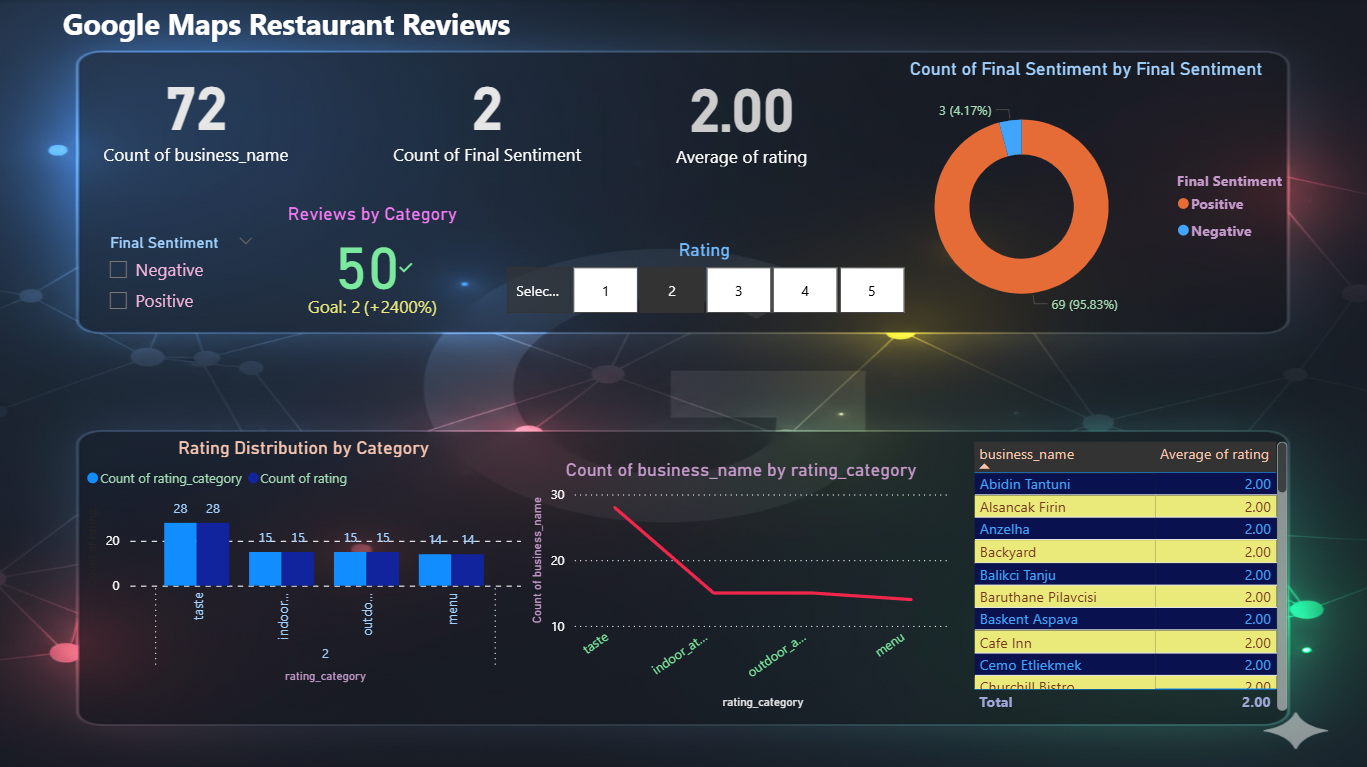 Google Maps Restaurant Reviews
72
Count of business_name
2
Count of Final Sentiment
2.00
Average of rating
Count of Final Sentiment by Final Sentiment
3 (4.17%)
69 (95.83%)
Final Sentiment
Positive
Negative
Final Sentiment
Negative
Positive
Reviews by Category
50
Goal: 2 (+2400%)
Rating
Selec... 1 2 3 4 5
Rating Distribution by Category
Count of rating_category Count of rating
28 28 15 15 15 15 14 14
20
0
taste indoor... outdo... menu
2
rating_category
Count of business_name by rating_category
Count of business_name
30
20
10
taste indoor_at... outdoor_a... menu
rating_category
business_name Average of rating
Abidin Tantuni 2.00
Alsancak Firin 2.00
Anzelha 2.00
Backyard 2.00
Balikci Tanju 2.00
Baruthane Pilavcisi 2.00
Baskent Aspava 2.00
Cafe Inn 2.00
Cemo Etliekmek 2.00
Churchill Bistro 2.00
Total 2.00